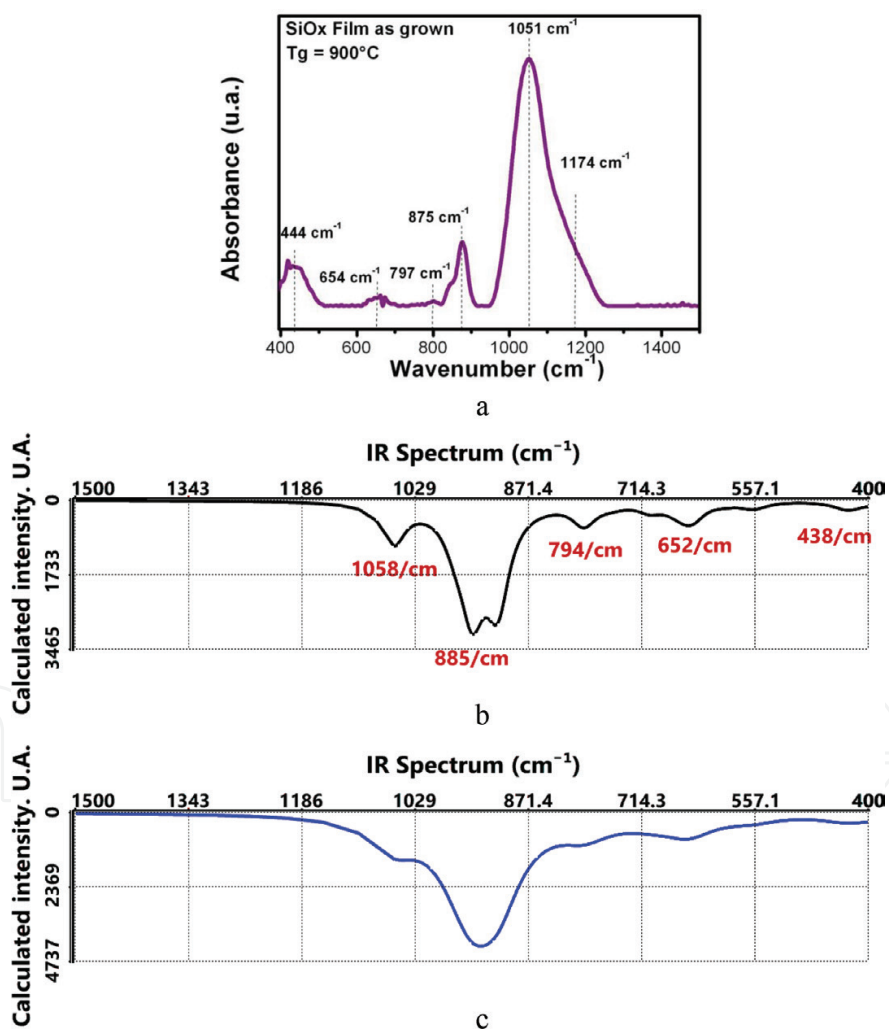 SiOx Film as grown
Tg = 900°C
1051 cm⁻¹
1174 cm⁻¹
875 cm⁻¹
444 cm⁻¹
654 cm⁻¹
797 cm⁻¹
Absorbance (u.a.)
400 600 800 1000 1200 1400
Wavenumber (cm⁻¹)
a
IR Spectrum (cm⁻¹)
1500 1343 1186 1029 871.4 714.3 557.1 400
Calculated intensity. U.A.
0
1733
3465
1058/cm
885/cm
794/cm
652/cm
438/cm
b
IR Spectrum (cm⁻¹)
1500 1343 1186 1029 871.4 714.3 557.1 400
Calculated intensity. U.A.
0
2369
4737
c